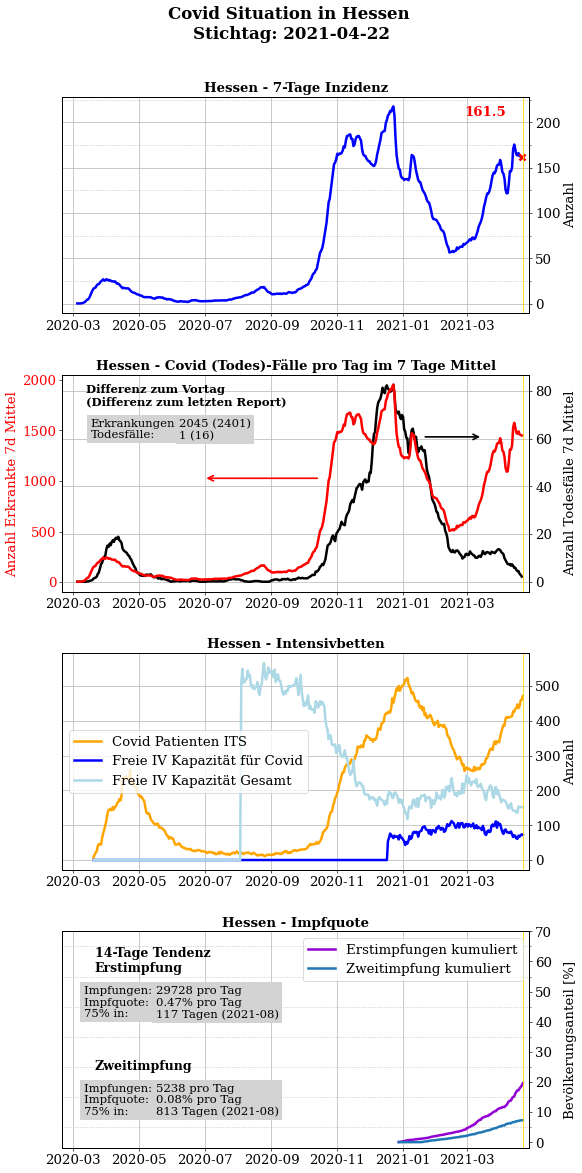 Covid Situation in Hessen
Stichtag: 2021-04-22
Hessen - 7-Tage Inzidenz
161.5
200
150
100
50
0
Anzahl
2020-03 2020-05 2020-07 2020-09 2020-11 2021-01 2021-03
Hessen - Covid (Todes)-Fälle pro Tag im 7 Tage Mittel
Anzahl Erkrankte 7d Mittel
2000
1500
1000
500
0
Differenz zum Vortag
(Differenz zum letzten Report)
Erkrankungen 2045 (2401)
Todesfälle: 1 (16)
80
60
40
20
0
Anzahl Todesfälle 7d Mittel
2020-03 2020-05 2020-07 2020-09 2020-11 2021-01 2021-03
Hessen - Intensivbetten
Covid Patienten ITS
Freie IV Kapazität für Covid
Freie IV Kapazität Gesamt
500
400
300
200
100
0
Anzahl
2020-03 2020-05 2020-07 2020-09 2020-11 2021-01 2021-03
Hessen - Impfquote
14-Tage Tendenz
Erstimpfung
Impfungen: 29728 pro Tag
Impfquote: 0.47% pro Tag
75% in: 117 Tagen (2021-08)
Zweitimpfung
Impfungen: 5238 pro Tag
Impfquote: 0.08% pro Tag
75% in: 813 Tagen (2021-08)
Erstimpfungen kumuliert
Zweitimpfung kumuliert
70
60
50
40
30
20
10
0
Bevölkerungsanteil [%]
2020-03 2020-05 2020-07 2020-09 2020-11 2021-01 2021-03